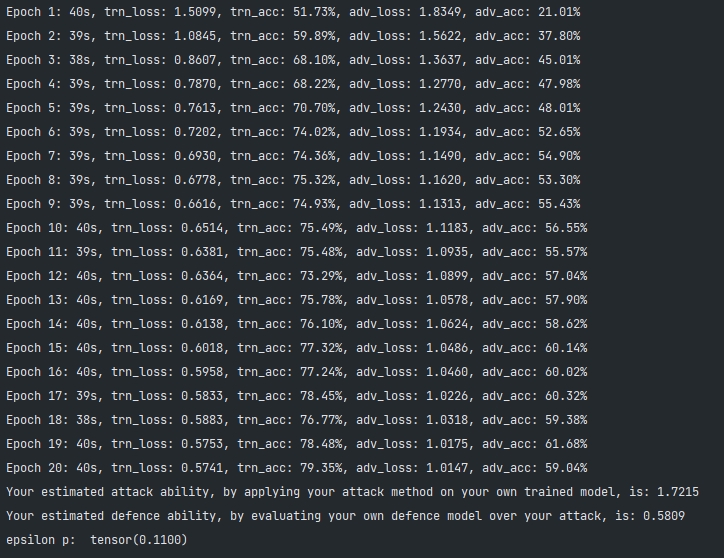 Epoch 1: 40s, trn_loss: 1.5099, trn_acc: 51.73%, adv_loss: 1.8349, adv_acc: 21.01%
Epoch 2: 39s, trn_loss: 1.0845, trn_acc: 59.89%, adv_loss: 1.5622, adv_acc: 37.80%
Epoch 3: 38s, trn_loss: 0.8607, trn_acc: 68.10%, adv_loss: 1.3637, adv_acc: 45.01%
Epoch 4: 39s, trn_loss: 0.7870, trn_acc: 68.22%, adv_loss: 1.2770, adv_acc: 47.98%
Epoch 5: 39s, trn_loss: 0.7613, trn_acc: 70.70%, adv_loss: 1.2430, adv_acc: 48.01%
Epoch 6: 39s, trn_loss: 0.7202, trn_acc: 74.02%, adv_loss: 1.1934, adv_acc: 52.65%
Epoch 7: 39s, trn_loss: 0.6930, trn_acc: 74.36%, adv_loss: 1.1490, adv_acc: 54.90%
Epoch 8: 39s, trn_loss: 0.6778, trn_acc: 75.32%, adv_loss: 1.1620, adv_acc: 53.30%
Epoch 9: 39s, trn_loss: 0.6616, trn_acc: 74.93%, adv_loss: 1.1313, adv_acc: 55.43%
Epoch 10: 40s, trn_loss: 0.6514, trn_acc: 75.49%, adv_loss: 1.1183, adv_acc: 56.55%
Epoch 11: 39s, trn_loss: 0.6381, trn_acc: 75.48%, adv_loss: 1.0935, adv_acc: 55.57%
Epoch 12: 40s, trn_loss: 0.6364, trn_acc: 73.29%, adv_loss: 1.0899, adv_acc: 57.04%
Epoch 13: 40s, trn_loss: 0.6169, trn_acc: 75.78%, adv_loss: 1.0578, adv_acc: 57.90%
Epoch 14: 40s, trn_loss: 0.6138, trn_acc: 76.10%, adv_loss: 1.0624, adv_acc: 58.62%
Epoch 15: 40s, trn_loss: 0.6018, trn_acc: 77.32%, adv_loss: 1.0486, adv_acc: 60.14%
Epoch 16: 40s, trn_loss: 0.5958, trn_acc: 77.24%, adv_loss: 1.0460, adv_acc: 60.02%
Epoch 17: 39s, trn_loss: 0.5833, trn_acc: 78.45%, adv_loss: 1.0226, adv_acc: 60.32%
Epoch 18: 38s, trn_loss: 0.5883, trn_acc: 76.77%, adv_loss: 1.0318, adv_acc: 59.38%
Epoch 19: 40s, trn_loss: 0.5753, trn_acc: 78.48%, adv_loss: 1.0175, adv_acc: 61.68%
Epoch 20: 40s, trn_loss: 0.5741, trn_acc: 79.35%, adv_loss: 1.0147, adv_acc: 59.04%
Your estimated attack ability, by applying your attack method on your own trained model, is: 1.7215
Your estimated defence ability, by evaluating your own defence model over your attack, is: 0.5809
epsilon p:  tensor(0.1100)